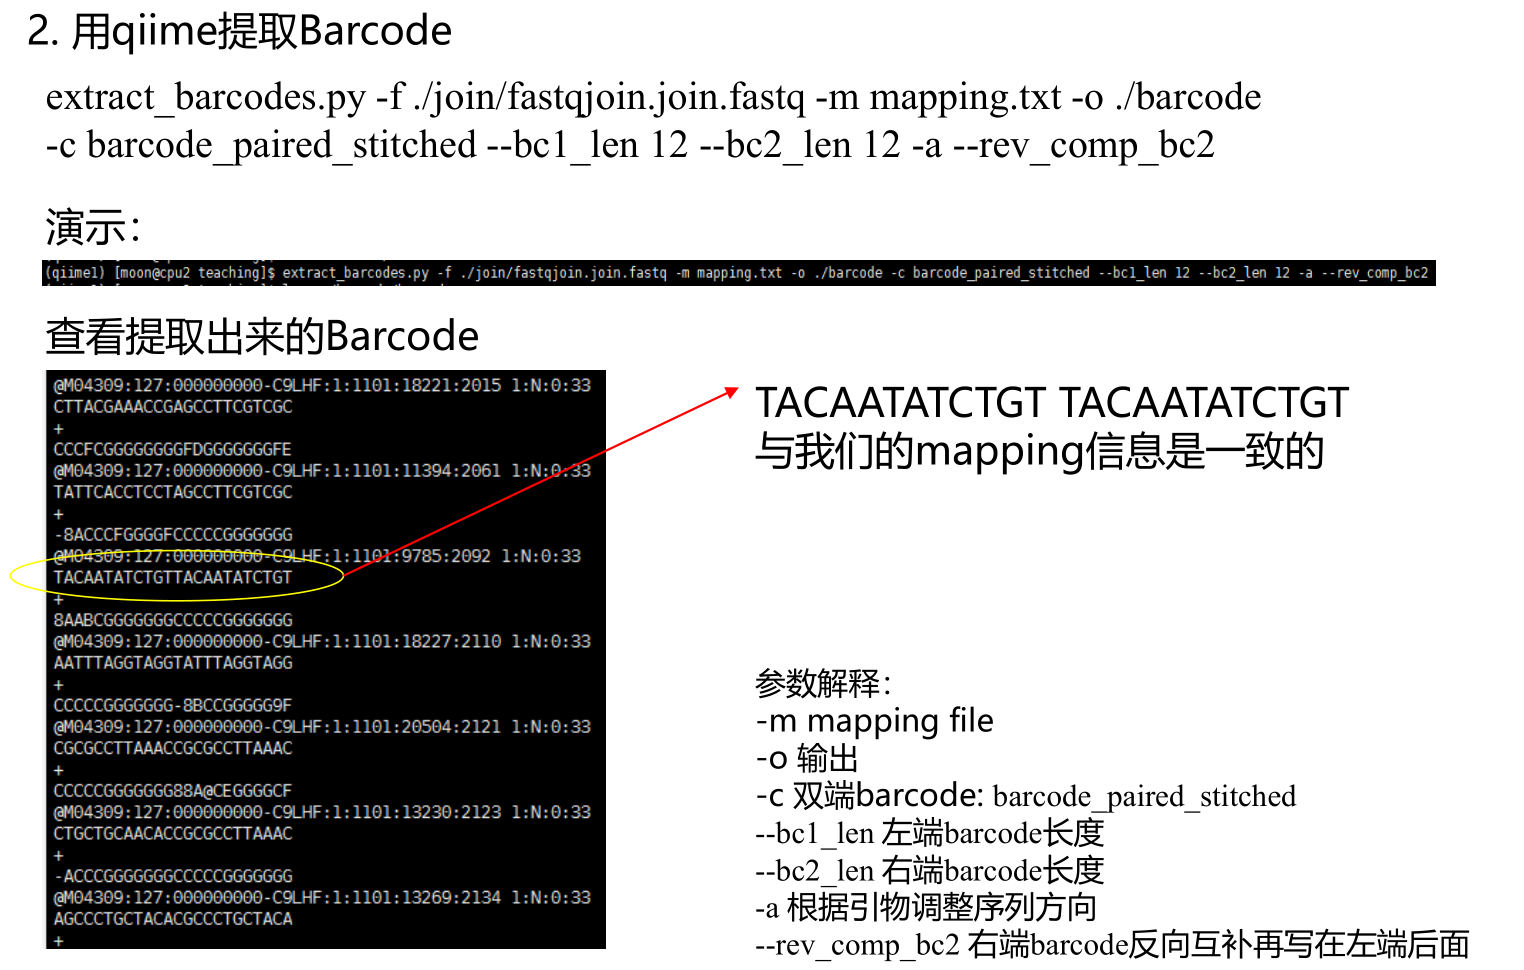 2. 用qiime提取Barcode
extract_barcodes.py -f ./join/fastqjoin.join.fastq -m mapping.txt -o ./barcode
-c barcode_paired_stitched --bc1_len 12 --bc2_len 12 -a --rev_comp_bc2
演示：
(qiime1) [moon@cpu2 teaching]$ extract_barcodes.py -f ./join/fastqjoin.join.fastq -m mapping.txt -o ./barcode -c barcode_paired_stitched --bc1_len 12 --bc2_len 12 -a --rev_comp_bc2
查看提取出来的Barcode
@M04309:127:000000000-C9LHF:1:1101:18221:2015 1:N:0:33
CTTACGAAACCGAGCCTTCGTCGC
+
CCCFCGGGGGGGGFDGGGGGGGFE
@M04309:127:000000000-C9LHF:1:1101:11394:2061 1:N:0:33
TATTCACCTCCTAGCCTTCGTCGC
+
-8ACCCFGGGGFCCCCCGGGGGGG
@M04309:127:000000000-C9LHF:1:1101:9785:2092 1:N:0:33
TACAATATCTGTTACAATATCTGT
+
8AABCGGGGGGGCCCCCGGGGGGG
@M04309:127:000000000-C9LHF:1:1101:18227:2110 1:N:0:33
AATTTAGGTAGGTATTTAGGTAGG
+
CCCCCGGGGGGG-8BCCGGGGG9F
@M04309:127:000000000-C9LHF:1:1101:20504:2121 1:N:0:33
CGCGCCTTAAACCGCGCCTTAAAC
+
CCCCCGGGGGGG88A@CEGGGGCF
@M04309:127:000000000-C9LHF:1:1101:13230:2123 1:N:0:33
CTGCTGCAACACCGCGCCTTAAAC
+
-ACCCGGGGGGGCCCCCGGGGGGG
@M04309:127:000000000-C9LHF:1:1101:13269:2134 1:N:0:33
AGCCCTGCTACACGCCCTGCTACA
+
TACAATATCTGT TACAATATCTGT
与我们的mapping信息是一致的
参数解释：
-m mapping file
-o 输出
-c 双端barcode: barcode_paired_stitched
--bc1_len 左端barcode长度
--bc2_len 右端barcode长度
-a 根据引物调整序列方向
--rev_comp_bc2 右端barcode反向互补再写在左端后面